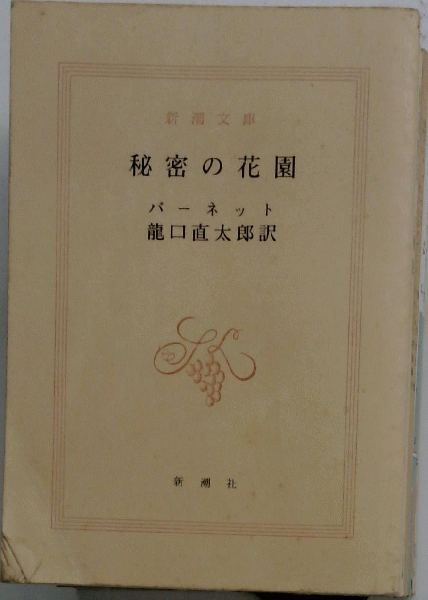 新潮文庫
秘密の花園
バーネット
龍口直太郎訳
新潮社